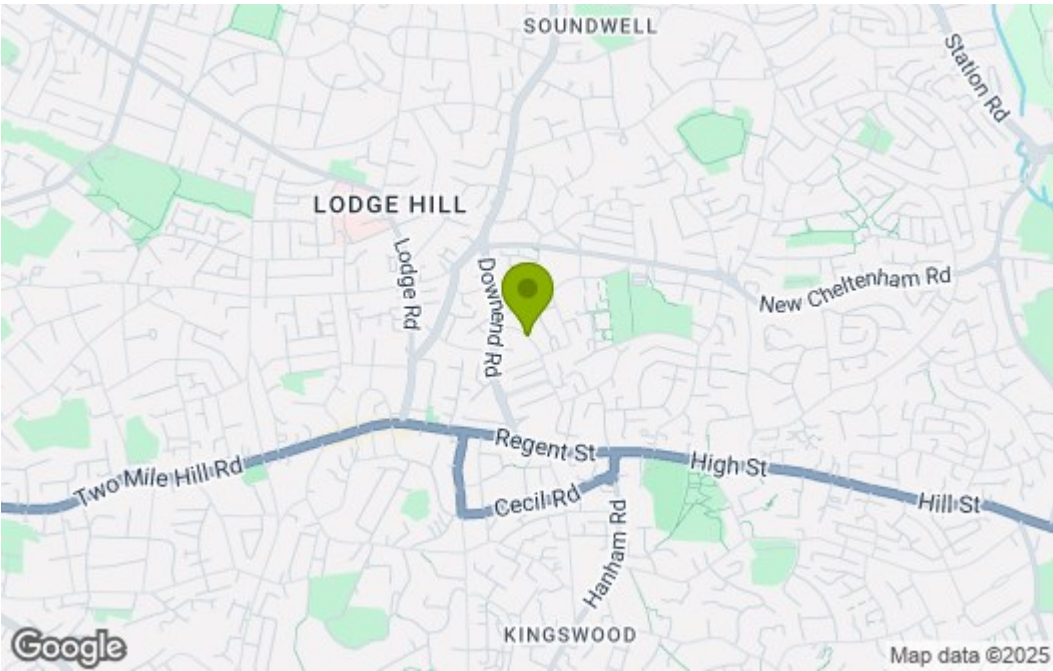 SOUNDWELL
Station Rd
LODGE HILL
Lodge Rd
Downend Rd
New Cheltenham Rd
Regent St
High St
Two Mile Hill Rd
Cecil Rd
Hill St
Hanham Rd
KINGSWOOD
Google
Map data ©2025